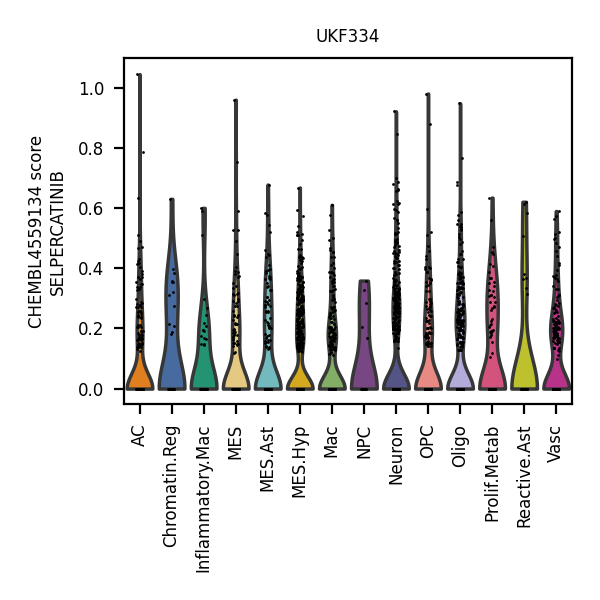 UKF334
CHEMBL4559134 score
SELPERCATINIB
1.0
0.8
0.6
0.4
0.2
0.0
AC
Chromatin.Reg
Inflammatory.Mac
MES
MES.Ast
MES.Hyp
Mac
NPC
Neuron
OPC
Oligo
Prolif.Metab
Reactive.Ast
Vasc